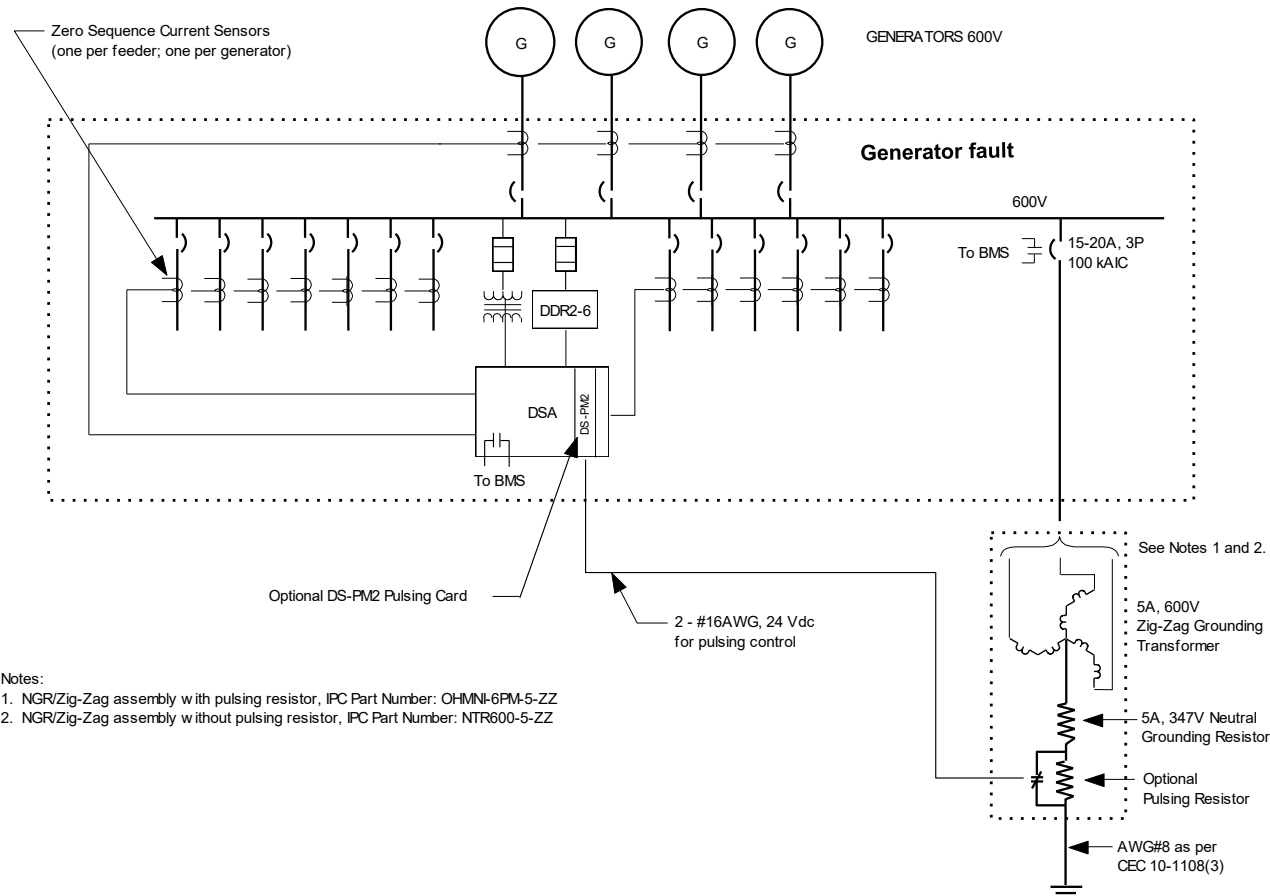 Zero Sequence Current Sensors
(one per feeder; one per generator)
G
G
G
G
GENERATORS 600V
Generator fault
600V
To BMS
15-20A, 3P
100 kAIC
DDR2-6
DSA
DS-PM2
To BMS
See Notes 1 and 2.
Optional DS-PM2 Pulsing Card
2 - #16AWG, 24 Vdc
for pulsing control
5A, 600V
Zig-Zag Grounding
Transformer
Notes:
1. NGR/Zig-Zag assembly with pulsing resistor, IPC Part Number: OHMNI-6PM-5-ZZ
2. NGR/Zig-Zag assembly without pulsing resistor, IPC Part Number: NTR600-5-ZZ
5A, 347V Neutral
Grounding Resistor
Optional
Pulsing Resistor
AWG#8 as per
CEC 10-1108(3)